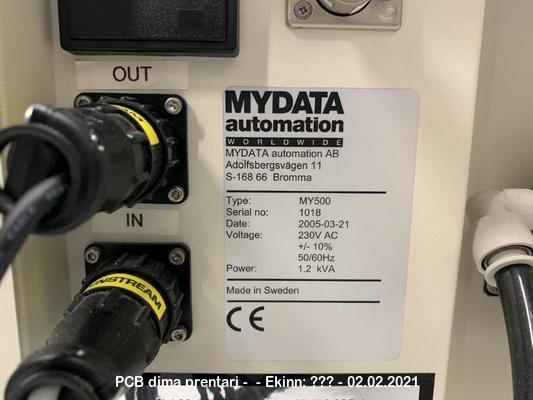 OUT
MYDATA
automation
WORLDWIDE
MYDATA automation AB
Adolfsbergsvägen 11
S-168 66 Bromma
Type: MY500
Serial no: 1018
Date: 2005-03-21
Voltage: 230V AC
+/- 10%
50/60Hz
Power: 1.2 kVA
Made in Sweden
CE
IN
PCB dima prentari - - Ekinn: ??? - 02.02.2021